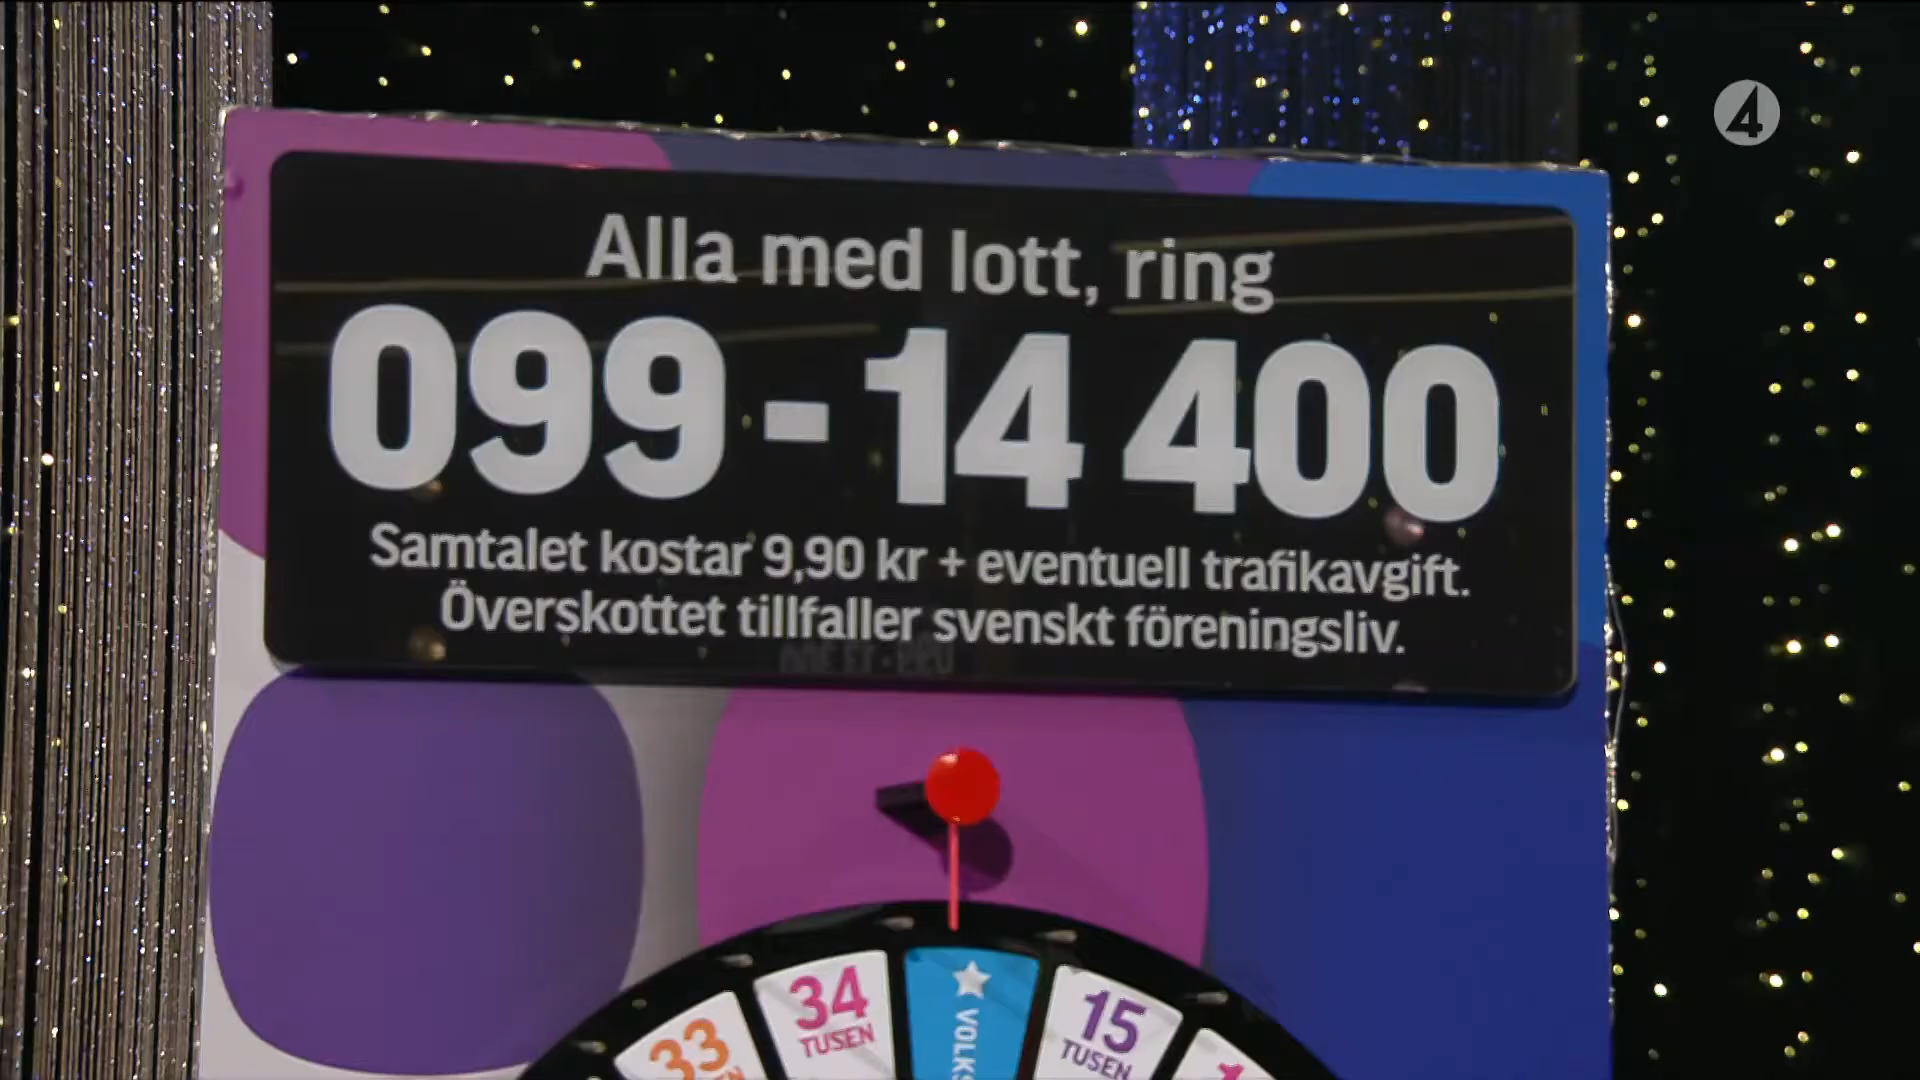 4
Alla med lott, ring
099-14 400
Samtalet kostar 9,90 kr + eventuell trafikavgift.
Överskottet tillfaller svenskt föreningsliv.
33
34
TUSEN
VOLKS
15
TUSEN